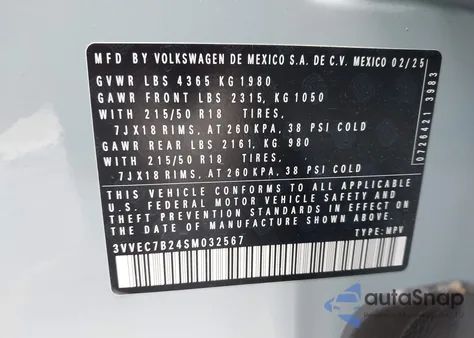 MFD BY VOLKSWAGEN DE MEXICO S.A. DE C.V. MEXICO 02/25
GVWR LBS 4365 KG 1980
GAWR FRONT LBS 2315, KG 1050
WITH 215/50 R18 TIRES,
7JX18 RIMS, AT 260 KPA, 38 PSI COLD
GAWR REAR LBS 2161, KG 980
WITH 215/50 R18 TIRES,
7JX18 RIMS, AT 260 KPA, 38 PSI COLD
THIS VEHICLE CONFORMS TO ALL APPLICABLE
U.S. FEDERAL MOTOR VEHICLE SAFETY AND THEFT
PREVENTION STANDARDS IN EFFECT ON THE DATE
OF MANUFACTURE SHOWN ABOVE.
3VVEC7B24SM032567 TYPE: MPV
0726421 3983
autoSnap